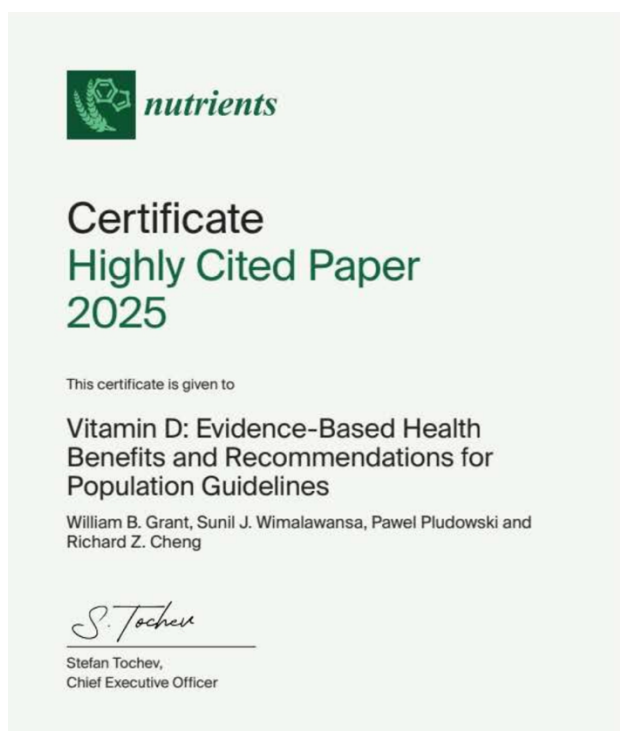 nutrients
Certificate
Highly Cited Paper
2025
This certificate is given to
Vitamin D: Evidence-Based Health
Benefits and Recommendations for
Population Guidelines
William B. Grant, Sunil J. Wimalawansa, Pawel Pludowski and
Richard Z. Cheng
S. Tochev
Stefan Tochev,
Chief Executive Officer